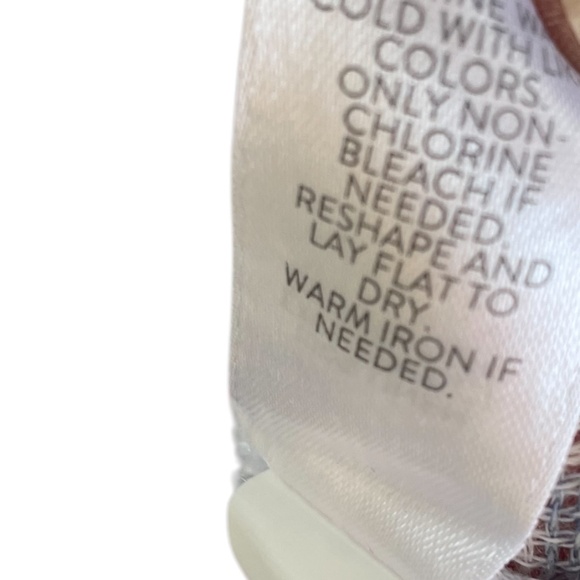 COLD WITH
COLORS.
ONLY NON-
CHLORINE
BLEACH IF
NEEDED.
RESHAPE AND
LAY FLAT TO
DRY.
WARM IRON IF
NEEDED.